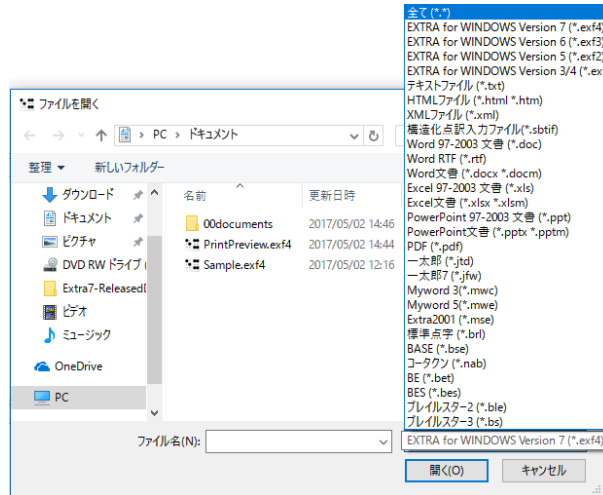 全て (*.*)
EXTRA for WINDOWS Version 7 (*.exf4)
EXTRA for WINDOWS Version 6 (*.exf3)
EXTRA for WINDOWS Version 5 (*.exf2)
EXTRA for WINDOWS Version 3/4 (*.ex
テキストファイル (*.txt)
HTMLファイル (*.html *.htm)
XMLファイル (*.xml)
構造化点訳入力ファイル(*.sbtif)
Word 97-2003 文書 (*.doc)
Word RTF (*.rtf)
Word文書 (*.docx *.docm)
Excel 97-2003 文書 (*.xls)
Excel文書 (*.xlsx *.xlsm)
PowerPoint 97-2003 文書 (*.ppt)
PowerPoint文書 (*.pptx *.pptm)
PDF (*.pdf)
一太郎 (*.jtd)
一太郎7 (*.jfw)
Myword 3(*.mwc)
Myword 5(*.mwe)
Extra2001 (*.mse)
標準点字 (*.brl)
BASE (*.bse)
コータクン (*.nab)
BE (*.bet)
BES (*.bes)
ブレイルスター2 (*.ble)
ブレイルスター3 (*.bs)
EXTRA for WINDOWS Version 7 (*.exf4)
ファイルを開く
PC › ドキュメント
整理 新しいフォルダー
ダウンロード
ドキュメント
ピクチャ
DVD RW ドライブ (
Extra7-Released
ビデオ
ミュージック
OneDrive
PC
名前 更新日時
00documents 2017/05/02 14:46
PrintPreview.exf4 2017/05/02 14:44
Sample.exf4 2017/05/02 12:16
ファイル名(N):
開く(O) キャンセル